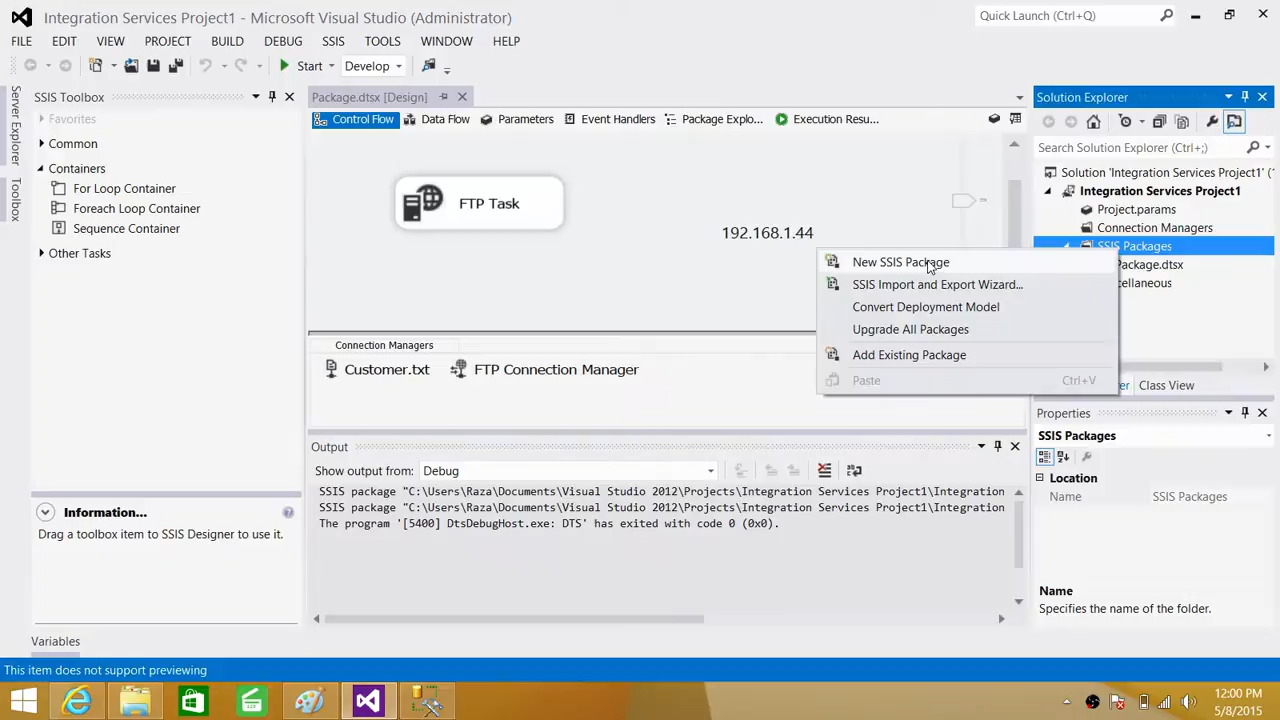 Integration Services Project1 - Microsoft Visual Studio (Administrator)
Quick Launch (Ctrl+Q)
FILE EDIT VIEW PROJECT BUILD DEBUG SSIS TOOLS WINDOW HELP
Start Develop
Server Explorer
Toolbox
SSIS Toolbox
Favorites
Common
Containers
For Loop Container
Foreach Loop Container
Sequence Container
Other Tasks
Information...
Drag a toolbox item to SSIS Designer to use it.
Variables
Package.dtsx [Design]
Control Flow Data Flow Parameters Event Handlers Package Explo... Execution Resu...
FTP Task
192.168.1.44
Connection Managers
Customer.txt FTP Connection Manager
Output
Show output from: Debug
SSIS package "C:\Users\Raza\Documents\Visual Studio 2012\Projects\Integration Services Project1\Integration
SSIS package "C:\Users\Raza\Documents\Visual Studio 2012\Projects\Integration Services Project1\Integration
The program '[5400] DtsDebugHost.exe: DTS' has exited with code 0 (0x0).
New SSIS Package
SSIS Import and Export Wizard...
Convert Deployment Model
Upgrade All Packages
Add Existing Package
Paste Ctrl+V
Solution Explorer
Search Solution Explorer (Ctrl+;)
Solution 'Integration Services Project1' (
Integration Services Project1
Project.params
Connection Managers
SSIS Packages
Package.dtsx
cellaneous
er Class View
Properties
SSIS Packages
Location
Name SSIS Packages
Name
Specifies the name of the folder.
This item does not support previewing
12:00 PM
5/8/2015